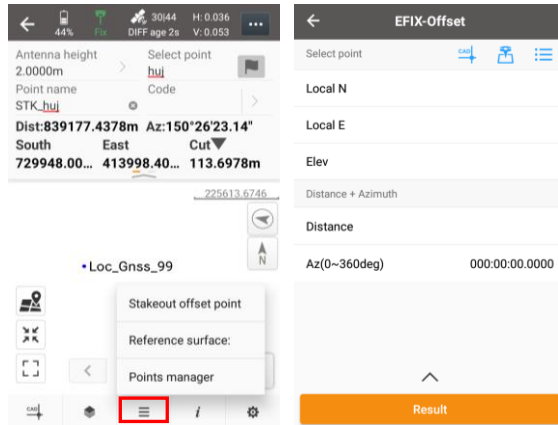 44%
Fix
30|44
DIFF age 2s
H: 0.036
V: 0.053
Antenna height
2.0000m
Select point
huj
Point name
STK_huj
Code
Dist:839177.4378m Az:150°26'23.14"
South East Cut
729948.00... 413998.40... 113.6978m
225613.6746
N
Loc_Gnss_99
Stakeout offset point
Reference surface:
Points manager
CAD
i
EFIX-Offset
Select point
CAD
Local N
Local E
Elev
Distance + Azimuth
Distance
Az(0~360deg) 000:00:00.0000
Result